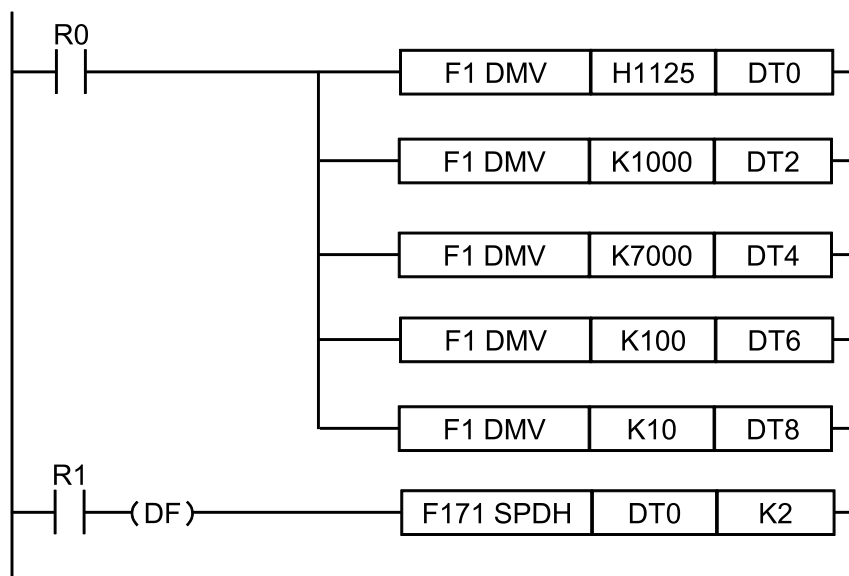 R0
F1 DMV H1125 DT0
F1 DMV K1000 DT2
F1 DMV K7000 DT4
F1 DMV K100 DT6
F1 DMV K10 DT8
R1
(DF) F171 SPDH DT0 K2